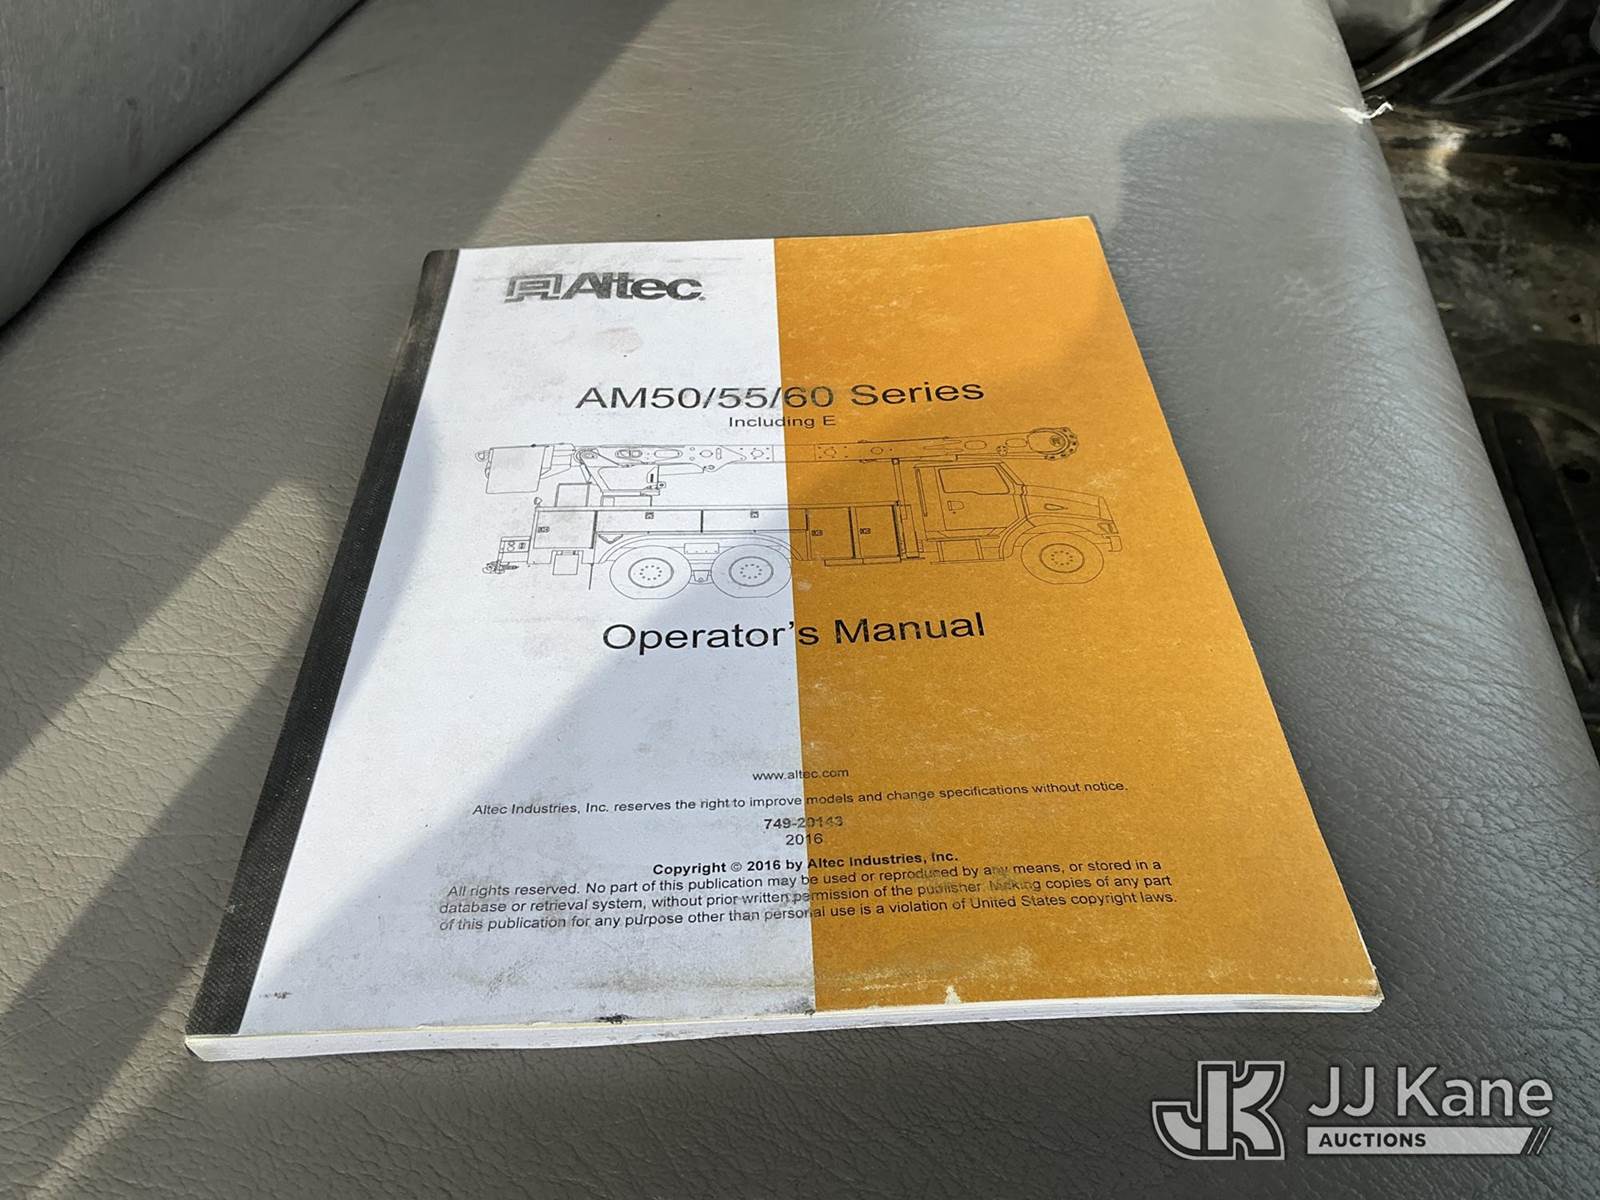 Altec.
AM50/55/60 Series
Including E
Operator's Manual
www.altec.com
Altec Industries, Inc. reserves the right to improve models and change specifications without notice.
749-20143
2016
Copyright © 2016 by Altec Industries, Inc.
All rights reserved. No part of this publication may be used or reproduced by any means, or stored in a
database or retrieval system, without prior written permission of the publisher. Making copies of any part
of this publication for any purpose other than personal use is a violation of United States copyright laws.
JK JJ Kane
AUCTIONS